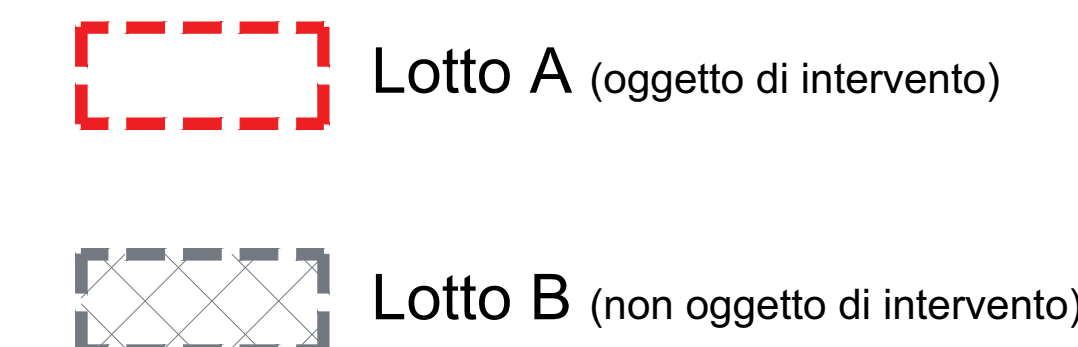 Lotto A (oggetto di intervento)
Lotto B (non oggetto di intervento)